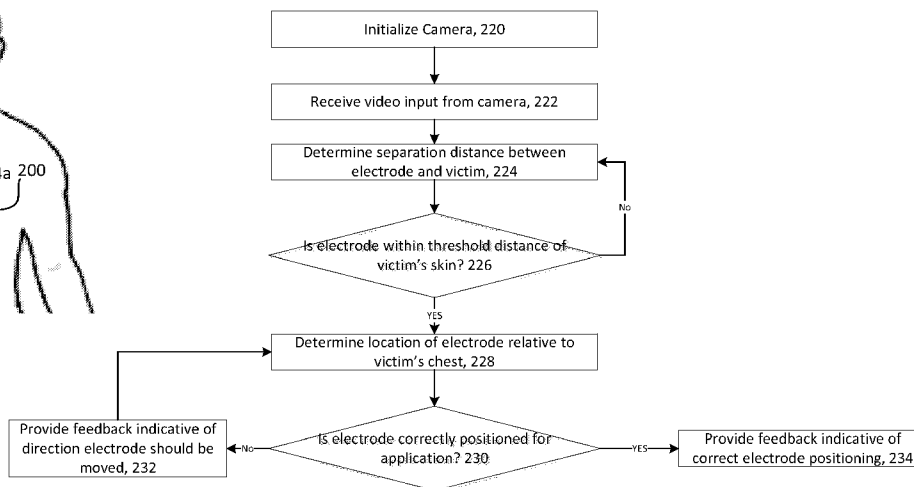 Initialize Camera, 220
Receive video input from camera, 222
Determine separation distance between
electrode and victim, 224
200
No
Is electrode within threshold distance of
victim's skin? 226
YES
Determine location of electrode relative to
victim's chest, 228
Provide feedback indicative of
direction electrode should be
moved, 232
No
Is electrode correctly positioned for
application? 230
YES
Provide feedback indicative of
correct electrode positioning, 234